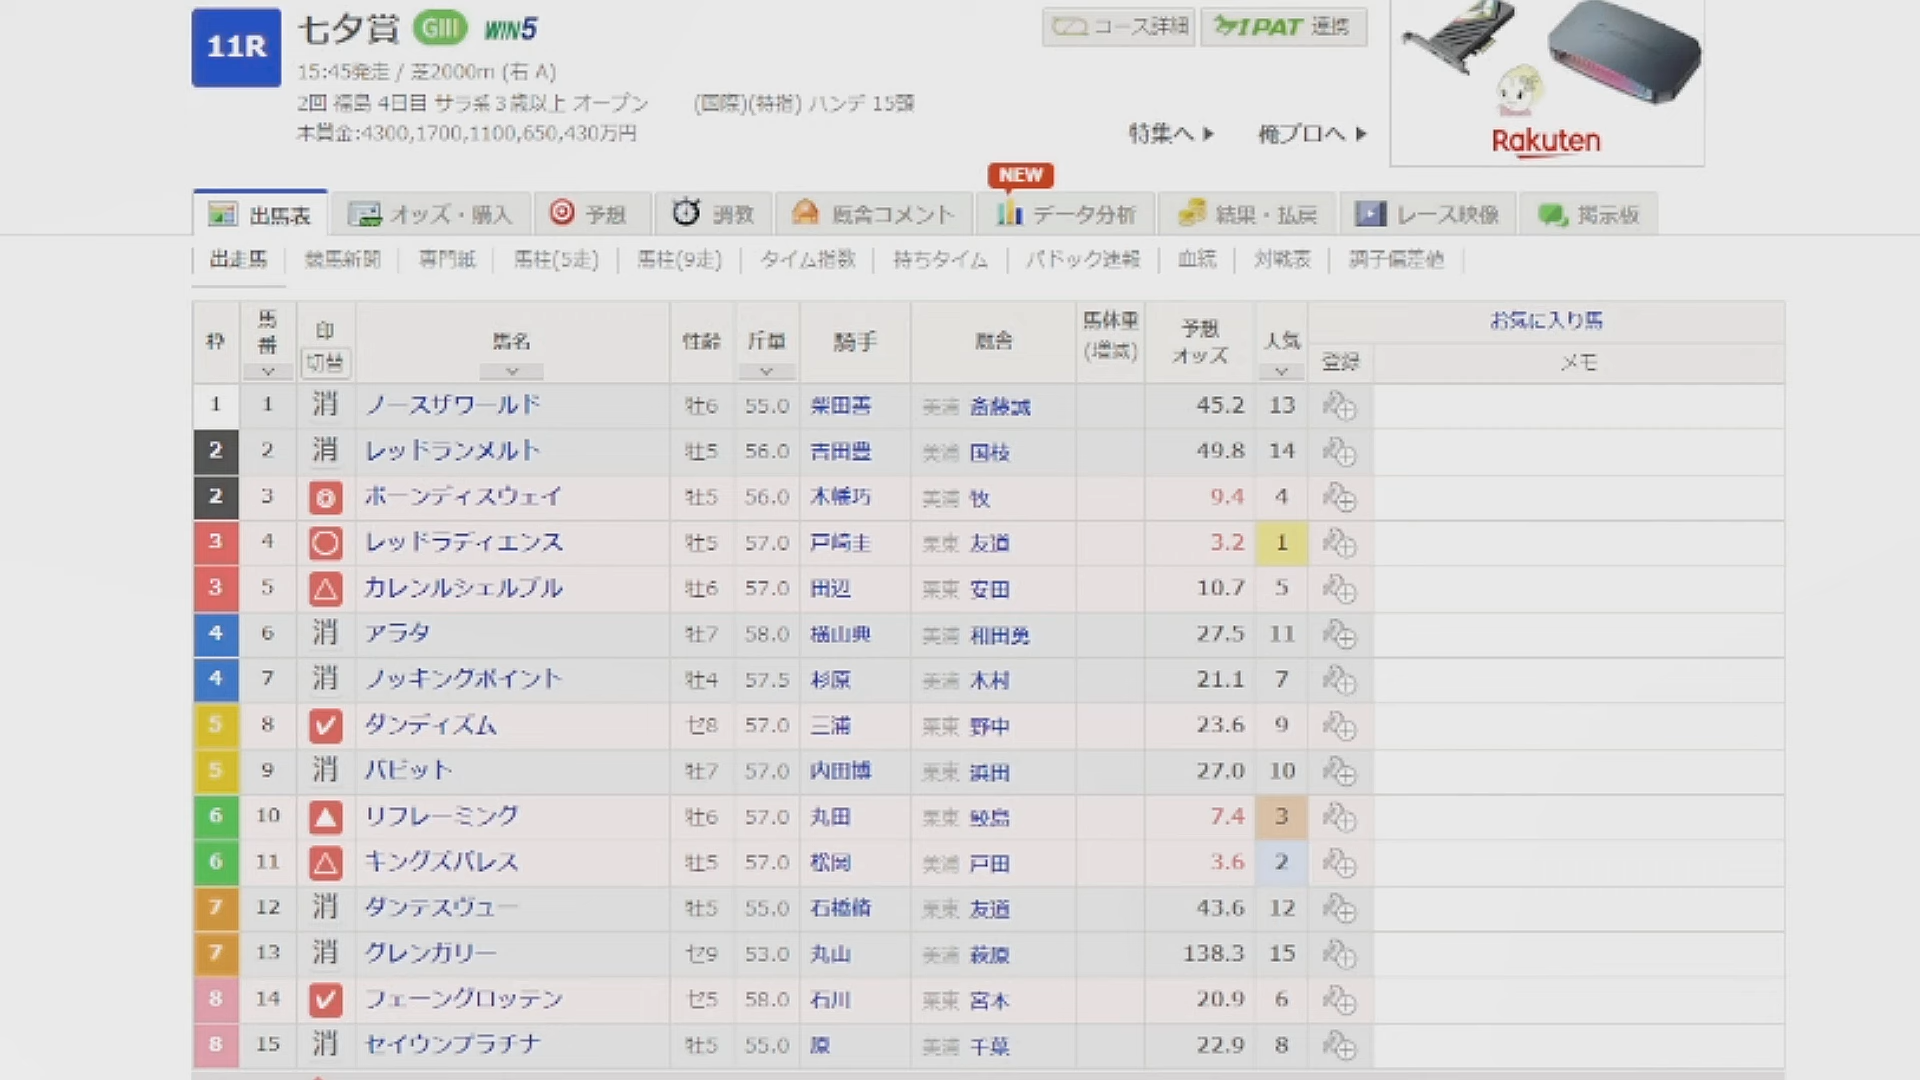 11R 七夕賞 GIII WIN5
コース詳細 IPAT 連携
15:45発走 / 芝2000m (右 A)
2回 福島 4日目 サラ系３歳以上 オープン (国際)(特指) ハンデ 15頭
本賞金:4300,1700,1100,650,430万円
特集へ 俺プロへ
Rakuten
NEW
出馬表 オッズ・購入 予想 調教 厩舎コメント データ分析 結果・払戻 レース映像 掲示板
出走馬 競馬新聞 専門紙 馬柱(5走) 馬柱(9走) タイム指数 持ちタイム パドック速報 血統 対戦表 調子偏差値
枠 馬番 印 切替 馬名 性齢 斤量 騎手 厩舎 馬体重(増減) 予想オッズ 人気 お気に入り馬 登録 メモ
1 1 消 ノースザワールド 牡6 55.0 柴田善 美浦 斎藤誠 45.2 13
2 2 消 レッドランメルト 牡5 56.0 吉田豊 美浦 国枝 49.8 14
2 3 ◎ ボーンディスウェイ 牡5 56.0 木幡巧 美浦 牧 9.4 4
3 4 ○ レッドラディエンス 牡5 57.0 戸崎圭 栗東 友道 3.2 1
3 5 △ カレンルシェルブル 牡6 57.0 田辺 栗東 安田 10.7 5
4 6 消 アラタ 牡7 58.0 横山典 美浦 和田勇 27.5 11
4 7 消 ノッキングポイント 牡4 57.5 杉原 美浦 木村 21.1 7
5 8 ✓ ダンディズム セ8 57.0 三浦 栗東 野中 23.6 9
5 9 消 バビット 牡7 57.0 内田博 栗東 浜田 27.0 10
6 10 ▲ リフレーミング 牡6 57.0 丸田 栗東 鮫島 7.4 3
6 11 △ キングズパレス 牡5 57.0 松岡 美浦 戸田 3.6 2
7 12 消 ダンテスヴュー 牡5 55.0 石橋脩 栗東 友道 43.6 12
7 13 消 グレンガリー セ9 53.0 丸山 美浦 萩原 138.3 15
8 14 ✓ フェーングロッテン セ5 58.0 石川 栗東 宮本 20.9 6
8 15 消 セイウンプラチナ 牡5 55.0 原 美浦 千葉 22.9 8